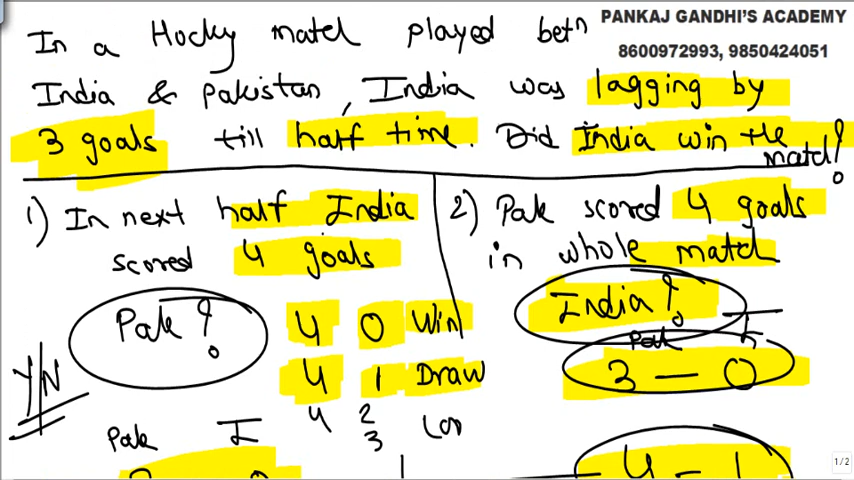 PANKAJ GANDHI'S ACADEMY
8600972993, 9850424051
In a Hocky match played betn
India & Pakistan, India was lagging by
3 goals till half time. Did India win the
match?
1) In next half India
scored 4 goals
Pak?
4 0 Win
4 1 Draw
4 2
3
Y/N
Pak I
2) Pak scored 4 goals
in whole match
India?
Pak
3 – 0
4 – 1
1/2